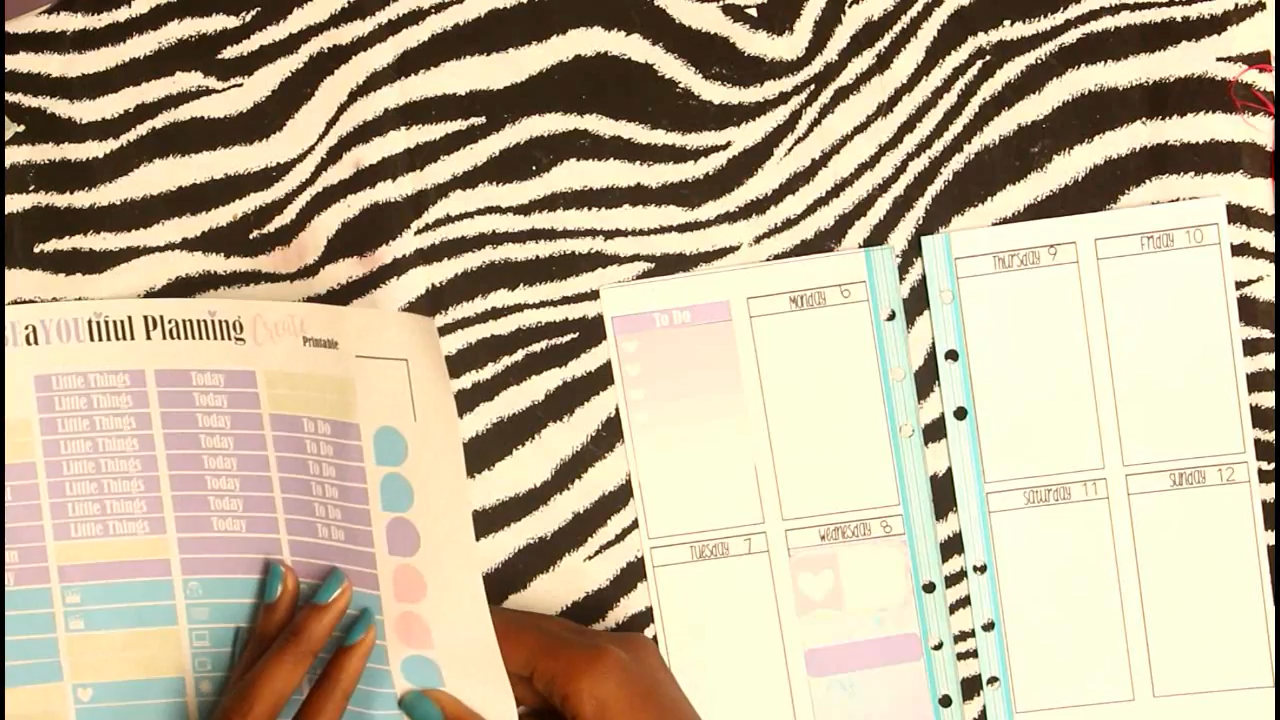 aYOUtiful Planning Create
Printable
Little Things Today
Little Things Today
Little Things Today To Do
Little Things Today To Do
Little Things Today To Do
Little Things Today To Do
Little Things Today To Do
Little Things Today To Do
To Do
Monday 6
Tuesday 7
Wednesday 8
Thursday 9
Friday 10
Saturday 11
Sunday 12